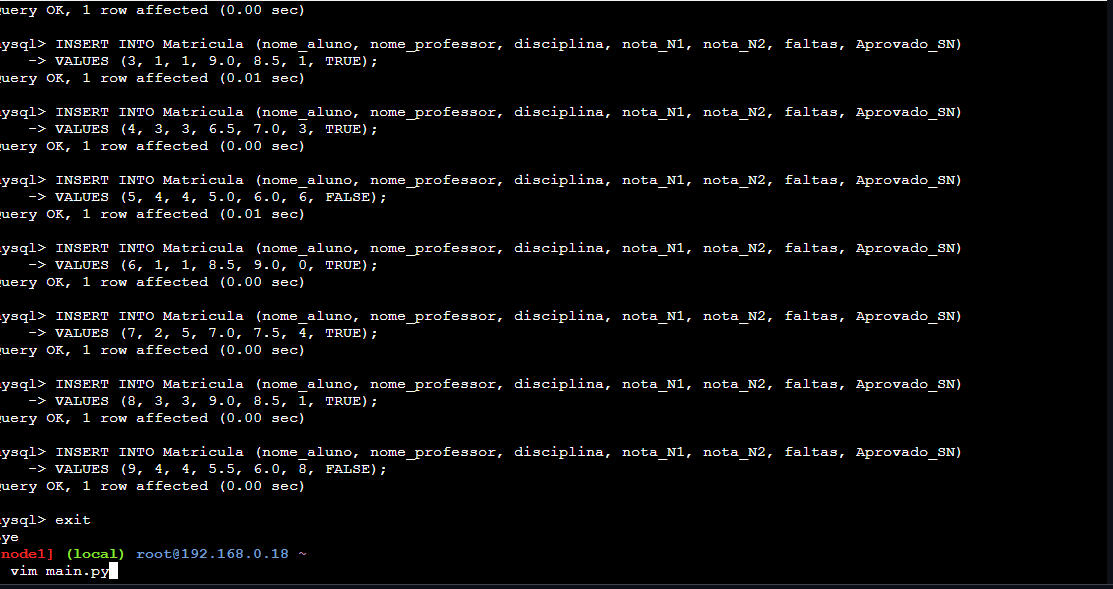 uery OK, 1 row affected (0.00 sec)
ysql> INSERT INTO Matricula (nome_aluno, nome_professor, disciplina, nota_N1, nota_N2, faltas, Aprovado_SN)
-> VALUES (3, 1, 1, 9.0, 8.5, 1, TRUE);
uery OK, 1 row affected (0.01 sec)
ysql> INSERT INTO Matricula (nome_aluno, nome_professor, disciplina, nota_N1, nota_N2, faltas, Aprovado_SN)
-> VALUES (4, 3, 3, 6.5, 7.0, 3, TRUE);
uery OK, 1 row affected (0.00 sec)
ysql> INSERT INTO Matricula (nome_aluno, nome_professor, disciplina, nota_N1, nota_N2, faltas, Aprovado_SN)
-> VALUES (5, 4, 4, 5.0, 6.0, 6, FALSE);
uery OK, 1 row affected (0.01 sec)
ysql> INSERT INTO Matricula (nome_aluno, nome_professor, disciplina, nota_N1, nota_N2, faltas, Aprovado_SN)
-> VALUES (6, 1, 1, 8.5, 9.0, 0, TRUE);
uery OK, 1 row affected (0.00 sec)
ysql> INSERT INTO Matricula (nome_aluno, nome_professor, disciplina, nota_N1, nota_N2, faltas, Aprovado_SN)
-> VALUES (7, 2, 5, 7.0, 7.5, 4, TRUE);
uery OK, 1 row affected (0.00 sec)
ysql> INSERT INTO Matricula (nome_aluno, nome_professor, disciplina, nota_N1, nota_N2, faltas, Aprovado_SN)
-> VALUES (8, 3, 3, 9.0, 8.5, 1, TRUE);
uery OK, 1 row affected (0.00 sec)
ysql> INSERT INTO Matricula (nome_aluno, nome_professor, disciplina, nota_N1, nota_N2, faltas, Aprovado_SN)
-> VALUES (9, 4, 4, 5.5, 6.0, 8, FALSE);
uery OK, 1 row affected (0.00 sec)
ysql> exit
ye
node1] (local) root@192.168.0.18 ~
vim main.py